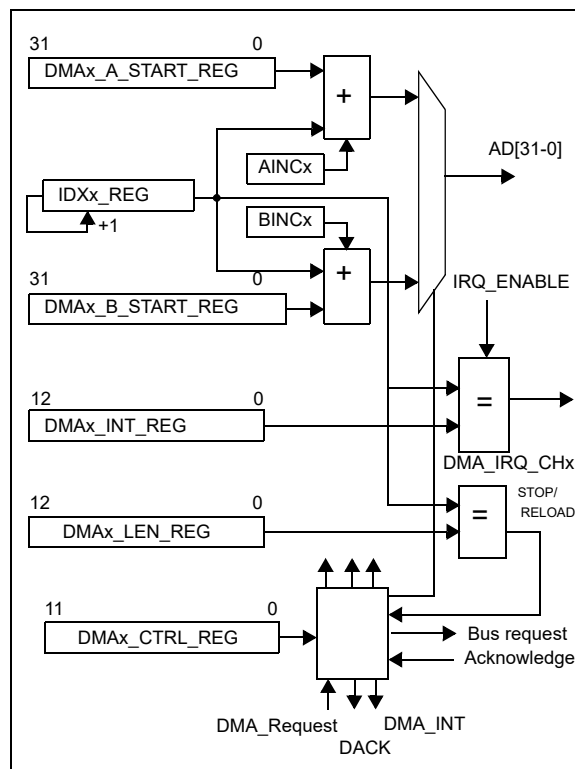 31 0
DMAx_A_START_REG
+
AINCx
AD[31-0]
IDXx_REG
+1
BINCx
+
31 0
DMAx_B_START_REG
IRQ_ENABLE
12 0
DMAx_INT_REG
=
DMA_IRQ_CHx
12 0
DMAx_LEN_REG
=
STOP/
RELOAD
11 0
DMAx_CTRL_REG
Bus request
Acknowledge
DMA_Request
DMA_INT
DACK